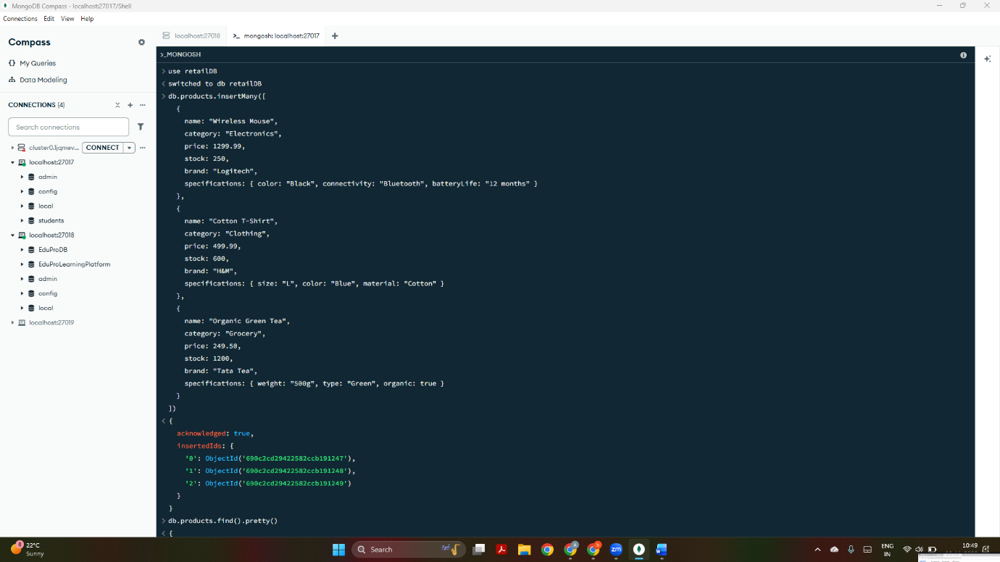 MongoDB Compass - localhost:27017/Shell
Connections Edit View Help
Compass
My Queries
Data Modeling
CONNECTIONS (4)
Search connections
cluster0.1jqmev... CONNECT
localhost:27017
admin
config
local
students
localhost:27018
EduProDB
EduProLearningPlatform
admin
config
local
localhost:27019
localhost:27018
>_ mongosh: localhost:27017
>_MONGOSH
> use retailDB
< switched to db retailDB
> db.products.insertMany([
{
name: "Wireless Mouse",
category: "Electronics",
price: 1299.99,
stock: 250,
brand: "Logitech",
specifications: { color: "Black", connectivity: "Bluetooth", batteryLife: "12 months" }
},
{
name: "Cotton T-Shirt",
category: "Clothing",
price: 499.99,
stock: 600,
brand: "H&M",
specifications: { size: "L", color: "Blue", material: "Cotton" }
},
{
name: "Organic Green Tea",
category: "Grocery",
price: 249.50,
stock: 1200,
brand: "Tata Tea",
specifications: { weight: "500g", type: "Green", organic: true }
}
])
< {
acknowledged: true,
insertedIds: {
'0': ObjectId('690c2cd29422582ccb191247'),
'1': ObjectId('690c2cd29422582ccb191248'),
'2': ObjectId('690c2cd29422582ccb191249')
}
}
> db.products.find().pretty()
< {
8
22°C
Sunny
Search
A
b
zm
W
ENG
IN
10:49